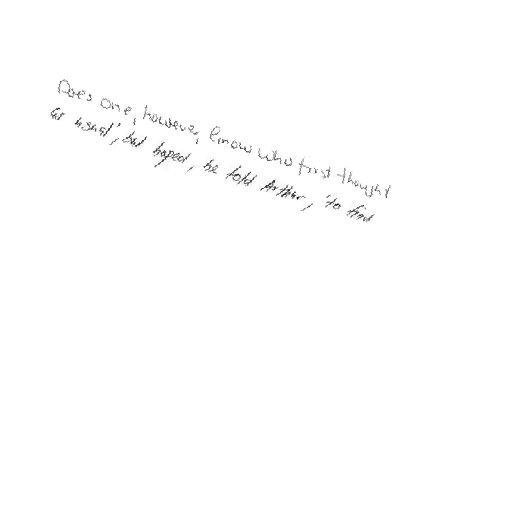 Does one, however, know who first thought
as usual, but hoped, he told Arthur, to find